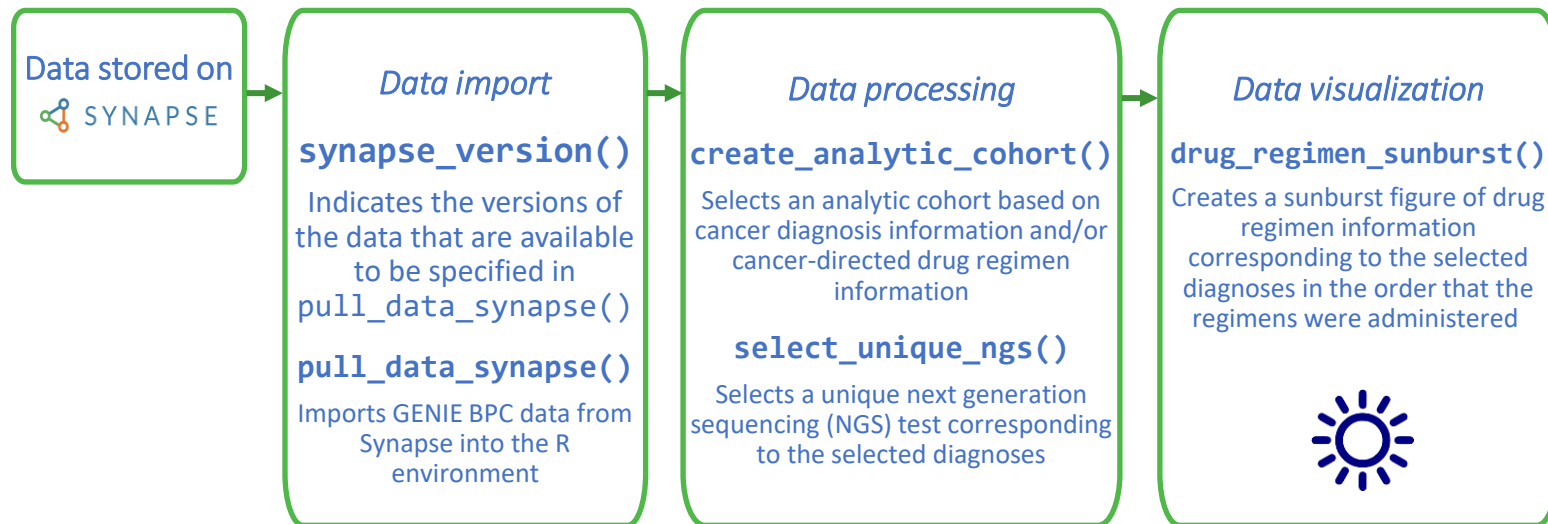 Data stored on
SYNAPSE
Data import
synapse_version()
Indicates the versions of
the data that are available
to be specified in
pull_data_synapse()
pull_data_synapse()
Imports GENIE BPC data from
Synapse into the R
environment
Data processing
create_analytic_cohort()
Selects an analytic cohort based on
cancer diagnosis information and/or
cancer-directed drug regimen
information
select_unique_ngs()
Selects a unique next generation
sequencing (NGS) test corresponding
to the selected diagnoses
Data visualization
drug_regimen_sunburst()
Creates a sunburst figure of drug
regimen information
corresponding to the selected
diagnoses in the order that the
regimens were administered